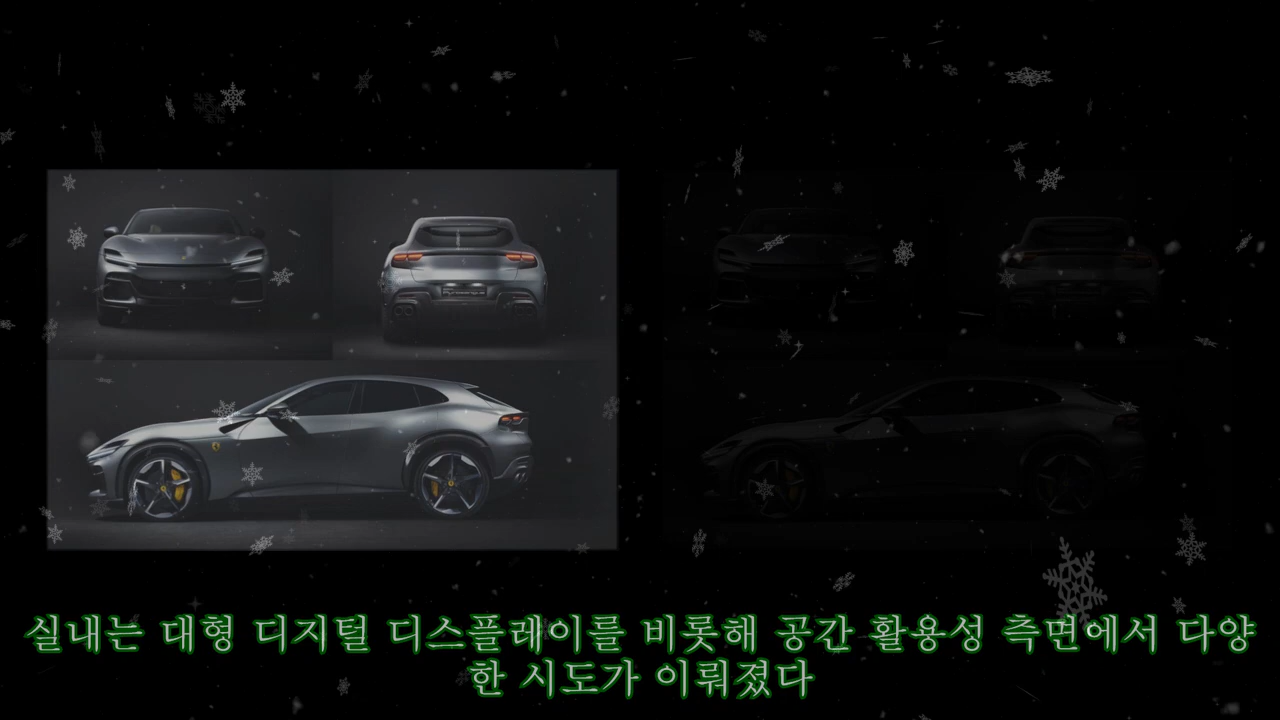 실내는 대형 디지털 디스플레이를 비롯해 공간 활용성 측면에서 다양
한 시도가 이뤄졌다